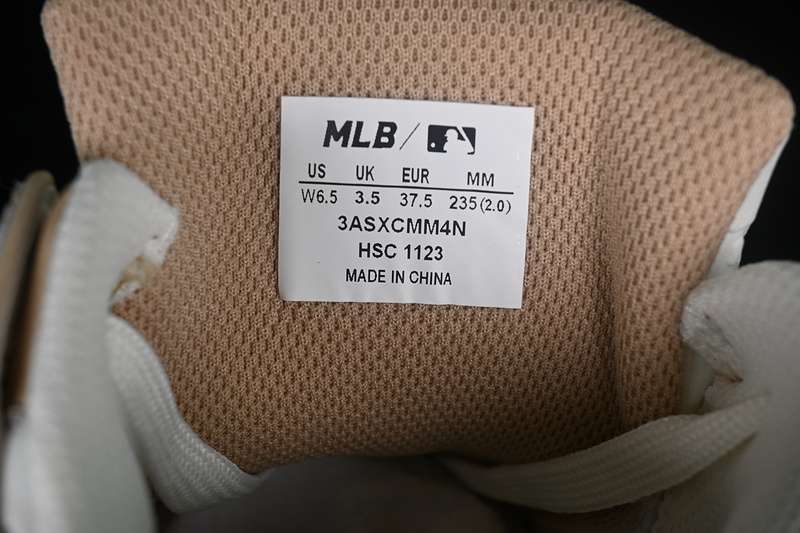 MLB/
US UK EUR MM
W6.5 3.5 37.5 235(2.0)
3ASXCMM4N
HSC 1123
MADE IN CHINA